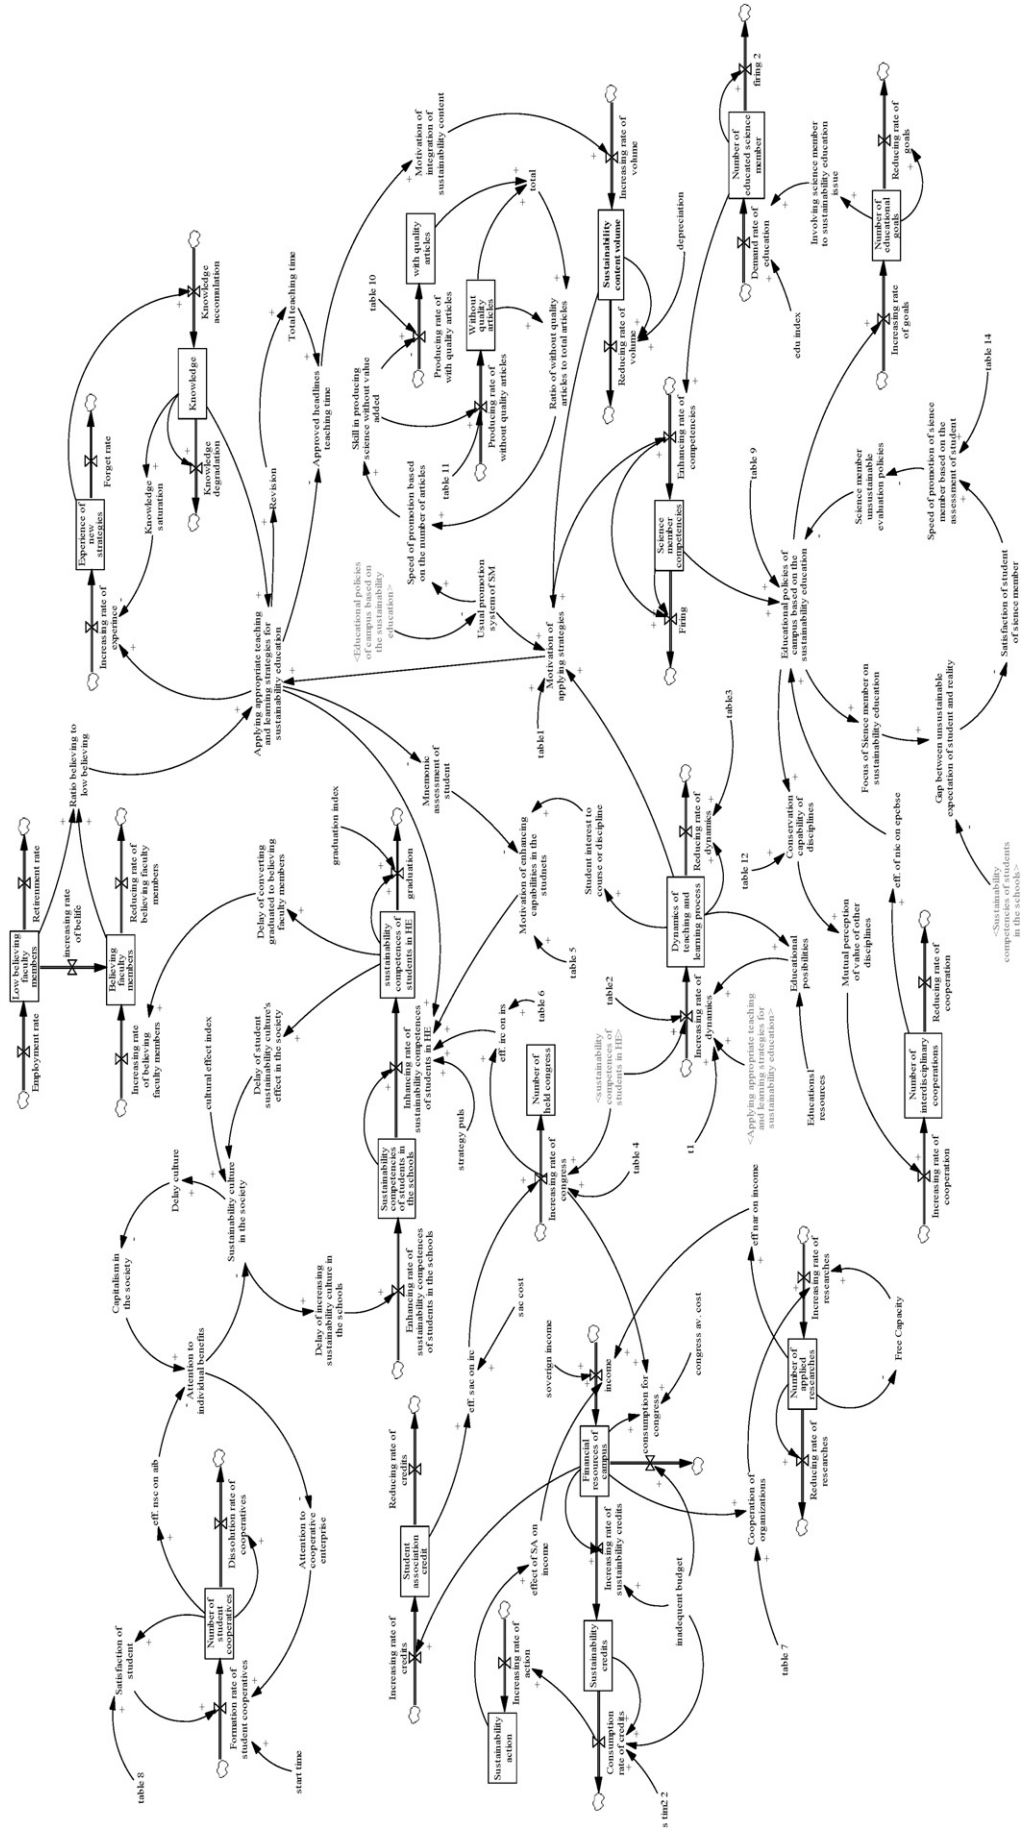 Low believing
faculty
members
Employment rate
Retirement rate
increasing rate
of belife
Believing
faculty
members
Increasing rate
of believing
faculty members
Reducing rate of
believing faculty
members
Ratio believing to
low believing
Experience of
new
strategies
Increasing rate of
experince
Forget rate
Knowledge
saturation
Knowledge
Knowledge
accomulation
Knowledge
degradation
Applying appropriate teaching
and learning strategies for
sustainability education
Revision
Total teaching time
Approved headlines
teaching time
Motivation of
integration of
sustainability content
<Educational policies
of campus based on
the sustainability
education>
Usual promotion
system of SM
Speed of promotion based
on the number of articles
Skill in producing
science without value
added
table 10
table 11
with quality
articles
Producing rate of
with quality articles
Without
quality
articles
Producing rate of
without quality articles
total
Ratio of without quality
articles to total articles
Sustainability
content volume
Increasing rate of
volume
Reducing rate of
volume
depreciation
Motivation of
applying strategies
table1
Mnemonic
assessment of
student
Science
member
competencies
Enhancing rate of
competencies
Firing
Number of
educated science
member
Demand rate of
education
firing 2
edu index
Involving science member
to sustainability education
issue
Number of
educational
goals
Increasing rate
of goals
Reducing rate of
goals
table 9
Educational policies of
campus based on the
sustainability education
Science member
unsustainable
evaluation policies
Speed of promotion of sience
member based on the
assessment of student
table 14
Satisfaction of student
of sience member
Gap between unsustainable
expectation of student and reality
Focus of Sience member on
sustainability education
<Sustainability
competencies of students
in the schools>
Conservation
capability of
disciplines
table 12
Mutual perception
of value of other
disciplines
eff. of nic on epcbse
Number of
interdisciplinary
cooperations
Increasing rate of
cooperation
Reducing rate of
cooperation
Dynamics of
teaching and
learning process
Increasing rate of
dynamics
Reducing rate of
dynamics
table3
table2
t1
Student interest to
course or discipline
Educational
posibilities
Educational
resources
<Applying appropriate teaching
and learning strategies for
sustainability education>
<sustainability
competences of
students in HE>
Motivation of enhancing
capabilities in the
studnets
table 5
graduation index
graduation
sustainability
competences of
students in HE
Delay of converting
graduated to believing
faculty members
Delay of student
sustainability culture's
effect in the society
cultural effect index
Inhancing rate of
sustainability competences
of students in HE
strategy puls
eff. irc on irs
table 6
Number of
held congress
Increasing rate of
congress
table 4
Sustainability
competencies
of students in
the schools
Enhancing rate of
sustainability competences
of students in the schools
Delay of increasing
sustainability culture in
the schools
Sustainability culture
in the society
Delay culture
Capitalism in
the society
Attention to
individual benefits
eff. nsc on aib
Attention to
cooperative
enterprise
Number of
student
cooperatives
Formation rate of
student cooperatives
Dissolution rate of
cooperatives
Satisfaction of
student
table 8
start time
Student
association
credit
Increasing rate of
credits
Reducing rate of
credits
eff. sac on irc
sac cost
soverign income
income
Financial
resources of
campus
consumption for
congress
congress av. cost
effect of SA on
income
Increasing rate of
sustainability credits
Sustainability
credits
Consumption
rate of credits
s tim2 2
inadequent budget
Sustainability
action
Increasing rate of
action
Cooperation of
organizations
table 7
eff nar on income
Number of
applied
researches
Increasing rate of
researches
Reducing rate of
researches
Free Capacity